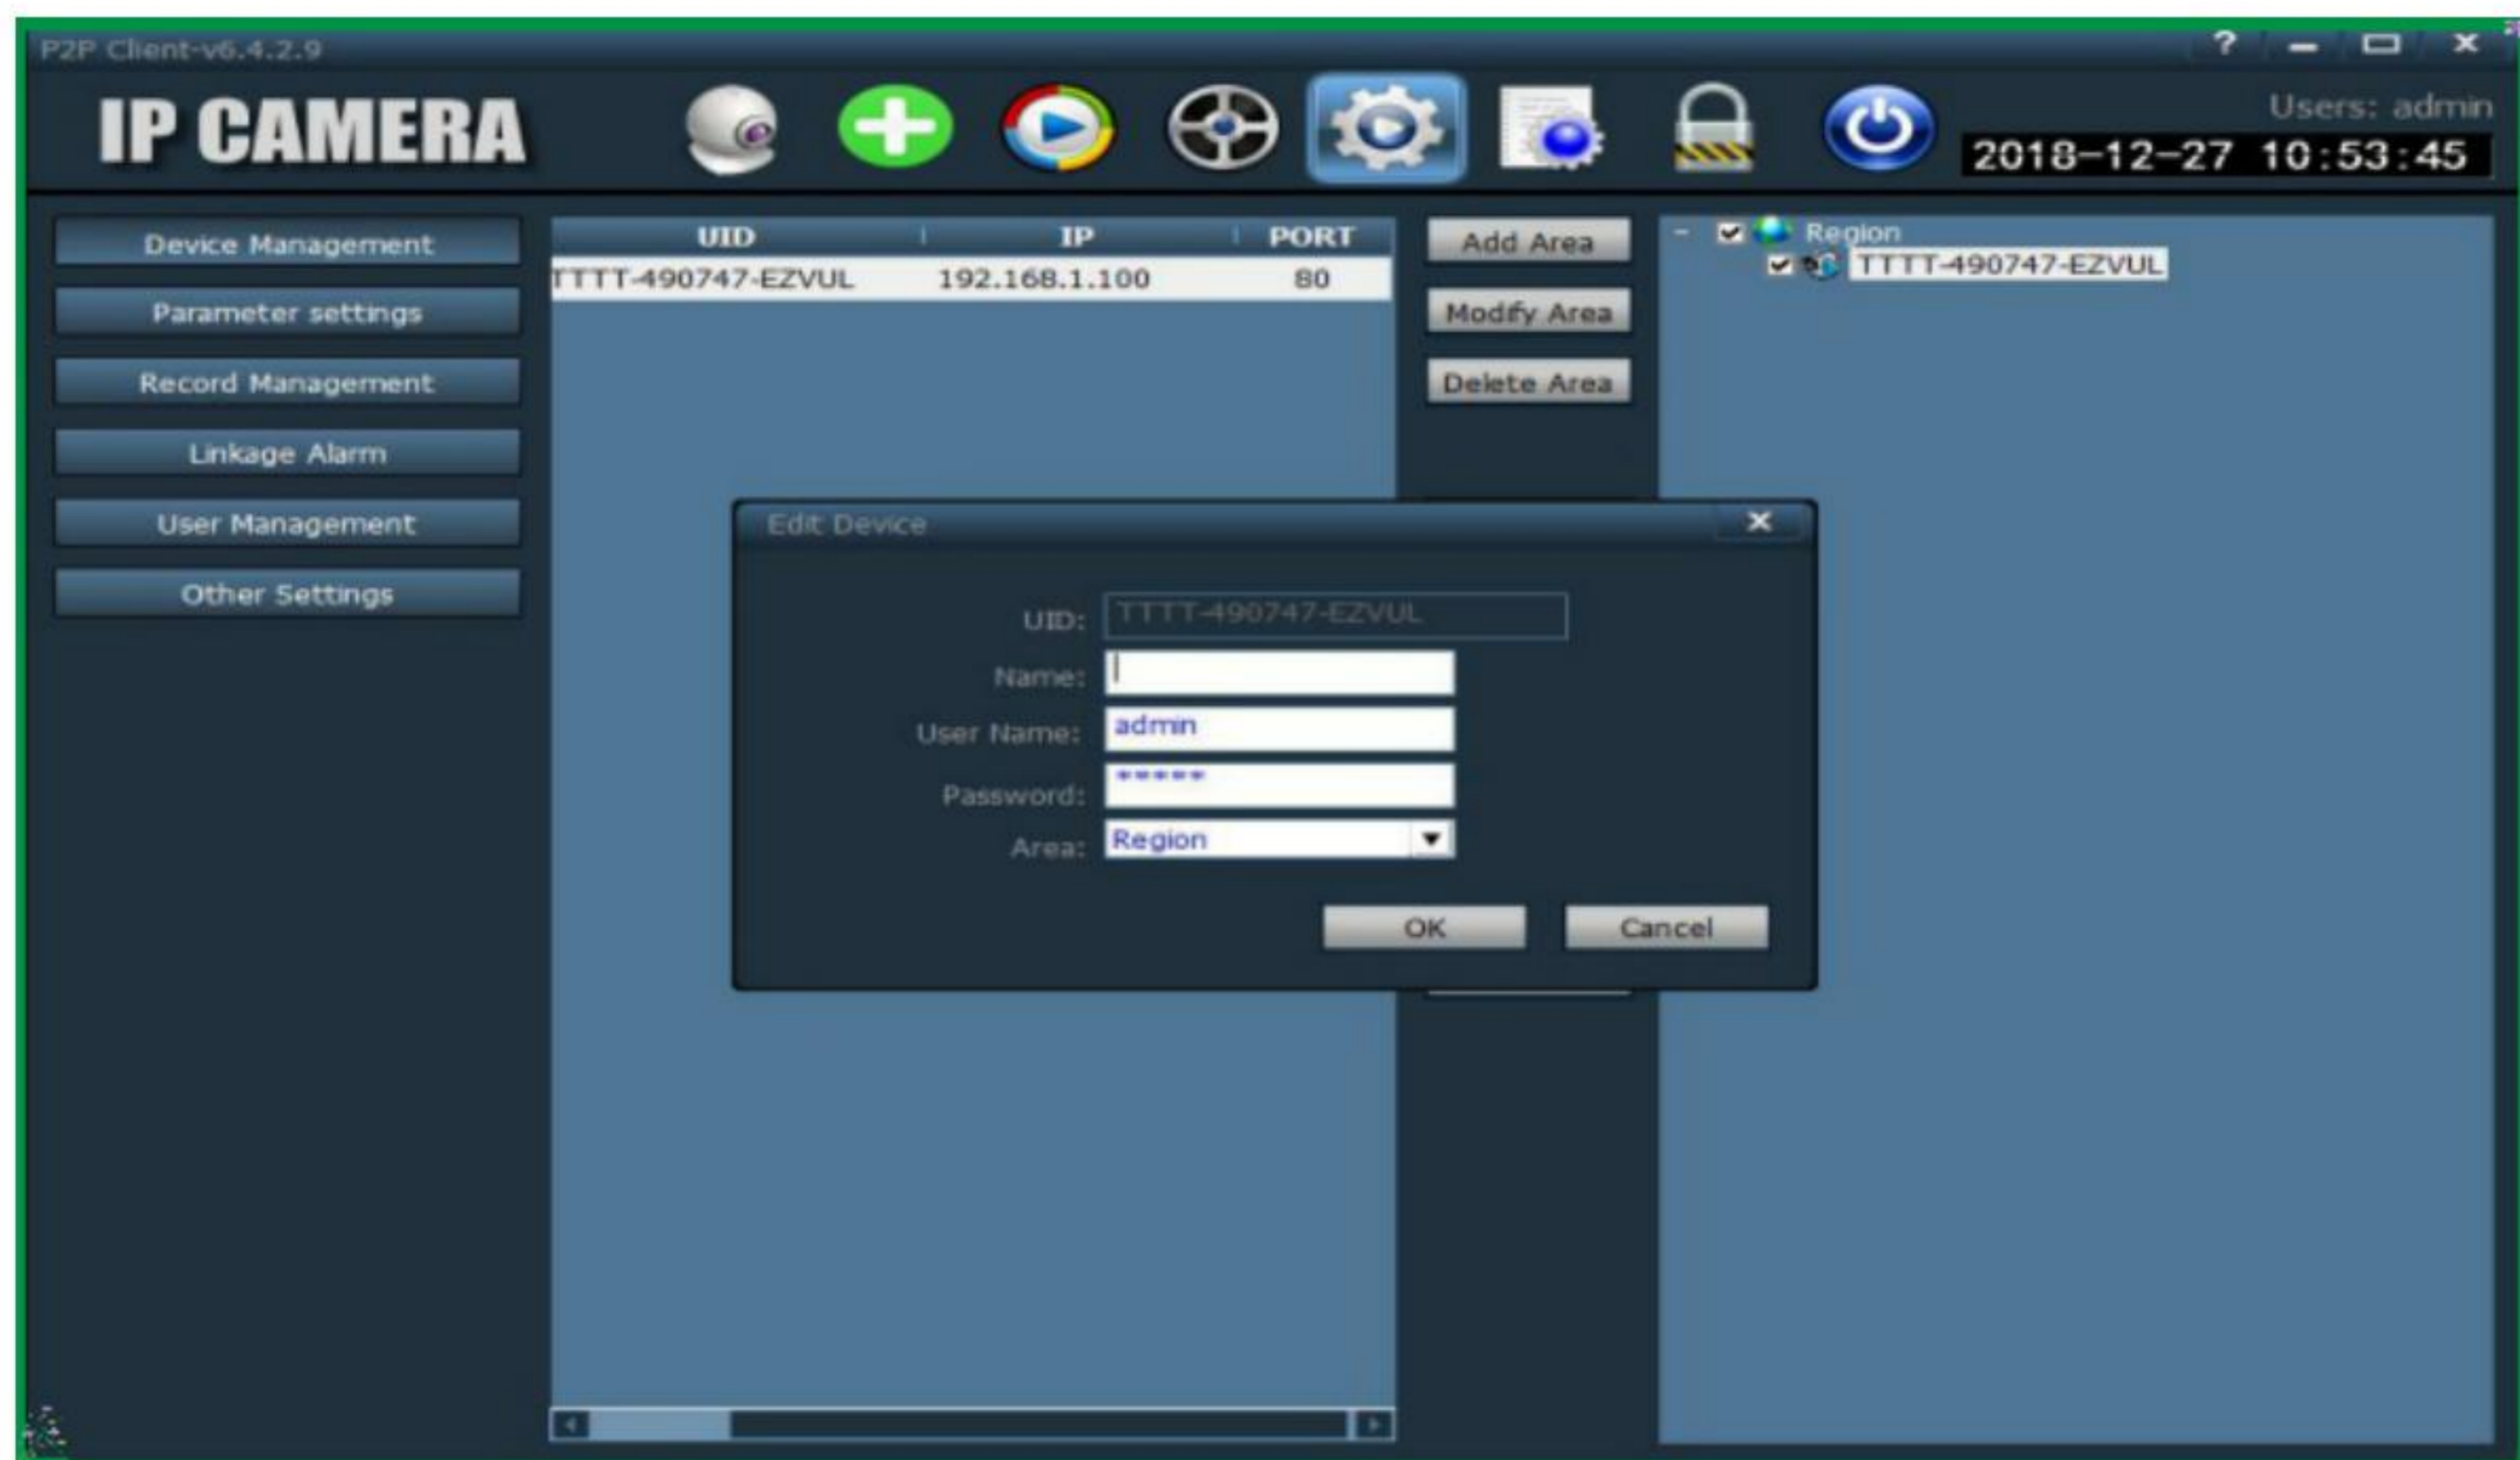 P2P Client-v6.4.2.9
?
IP CAMERA
Users: admin
2018-12-27 10:53:45
Device Management
Parameter settings
Record Management
Linkage Alarm
User Management
Other Settings
UID IP PORT
TTTT-490747-EZVUL 192.168.1.100 80
Add Area
Modify Area
Delete Area
Region
TTTT-490747-EZVUL
Edit Device
UID: TTTT-490747-EZVUL
Name:
User Name: admin
Password: *****
Area: Region
OK Cancel